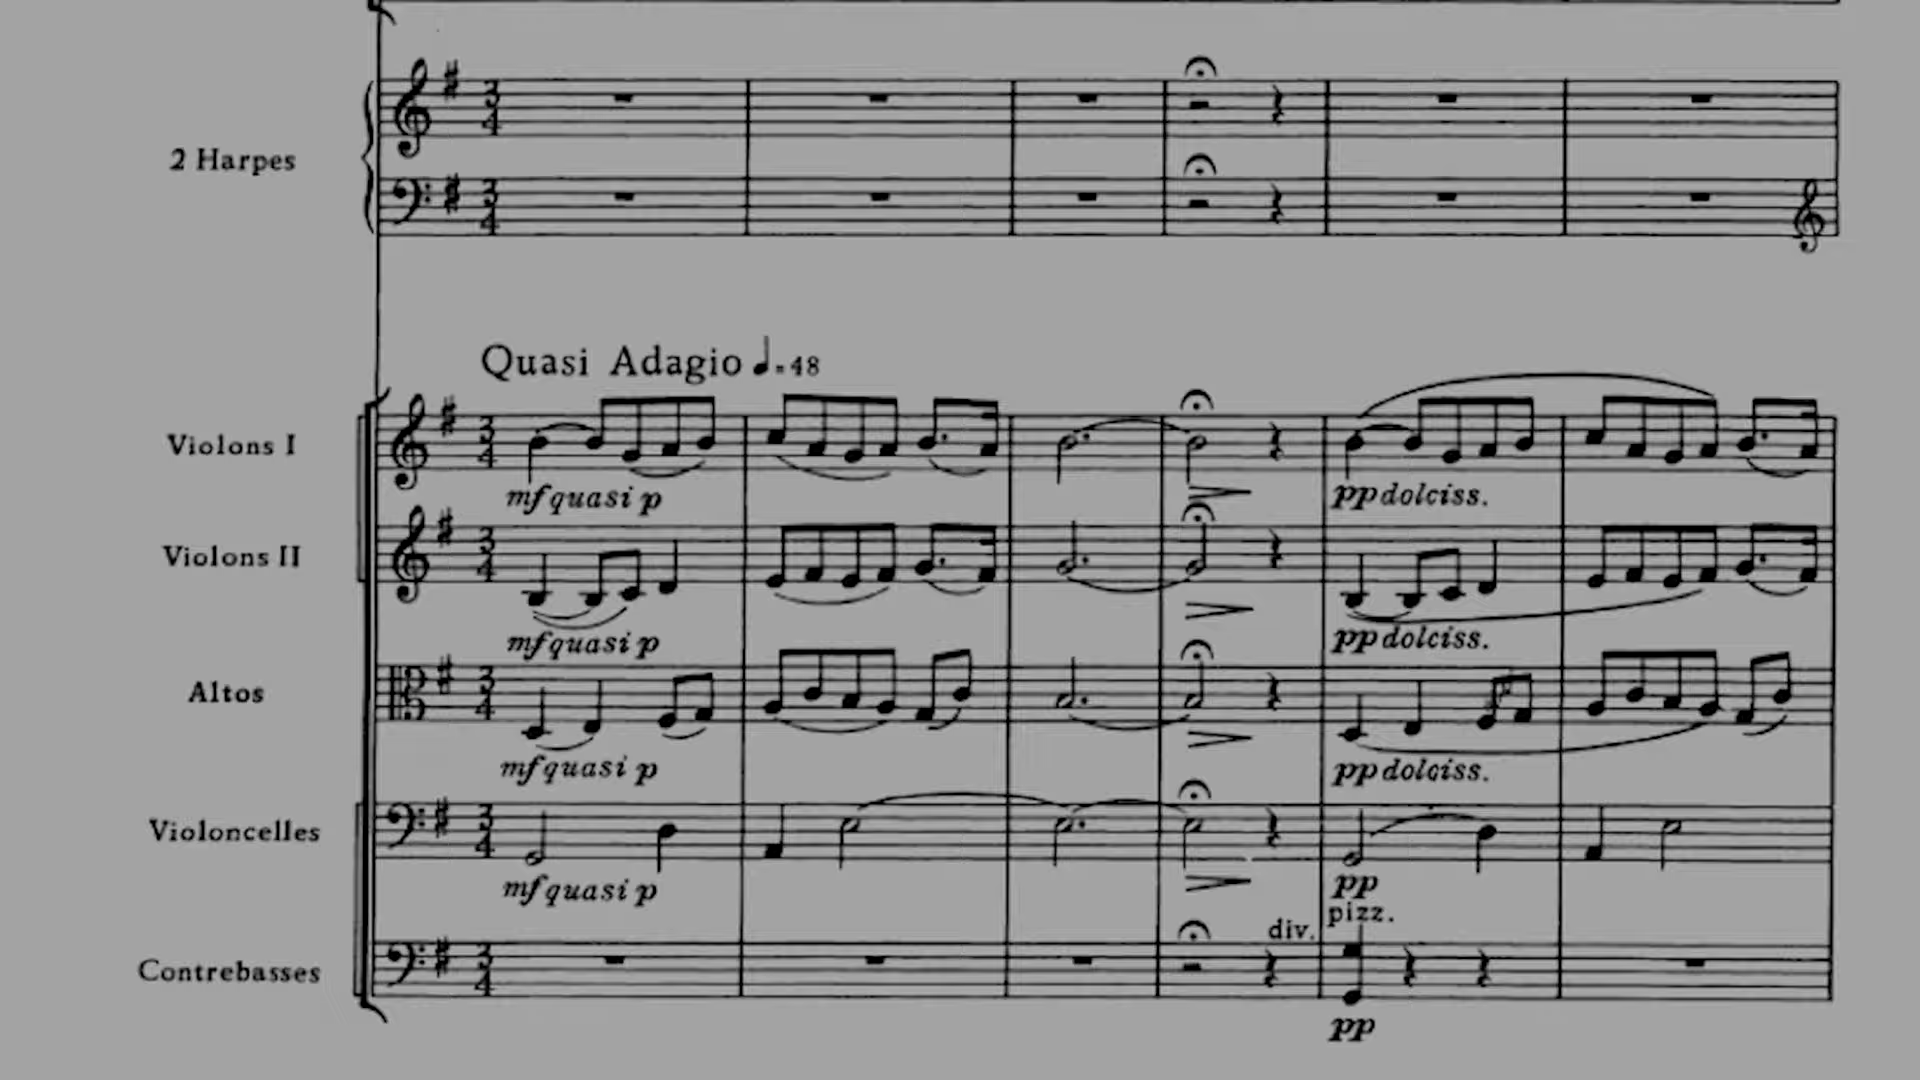 2 Harpes
Quasi Adagio ♩=48
Violons I
mf quasi p
pp dolciss.
Violons II
mf quasi p
pp dolciss.
Altos
mf quasi p
pp dolciss.
Violoncelles
mf quasi p
pp
div.
pizz.
Contrebasses
pp